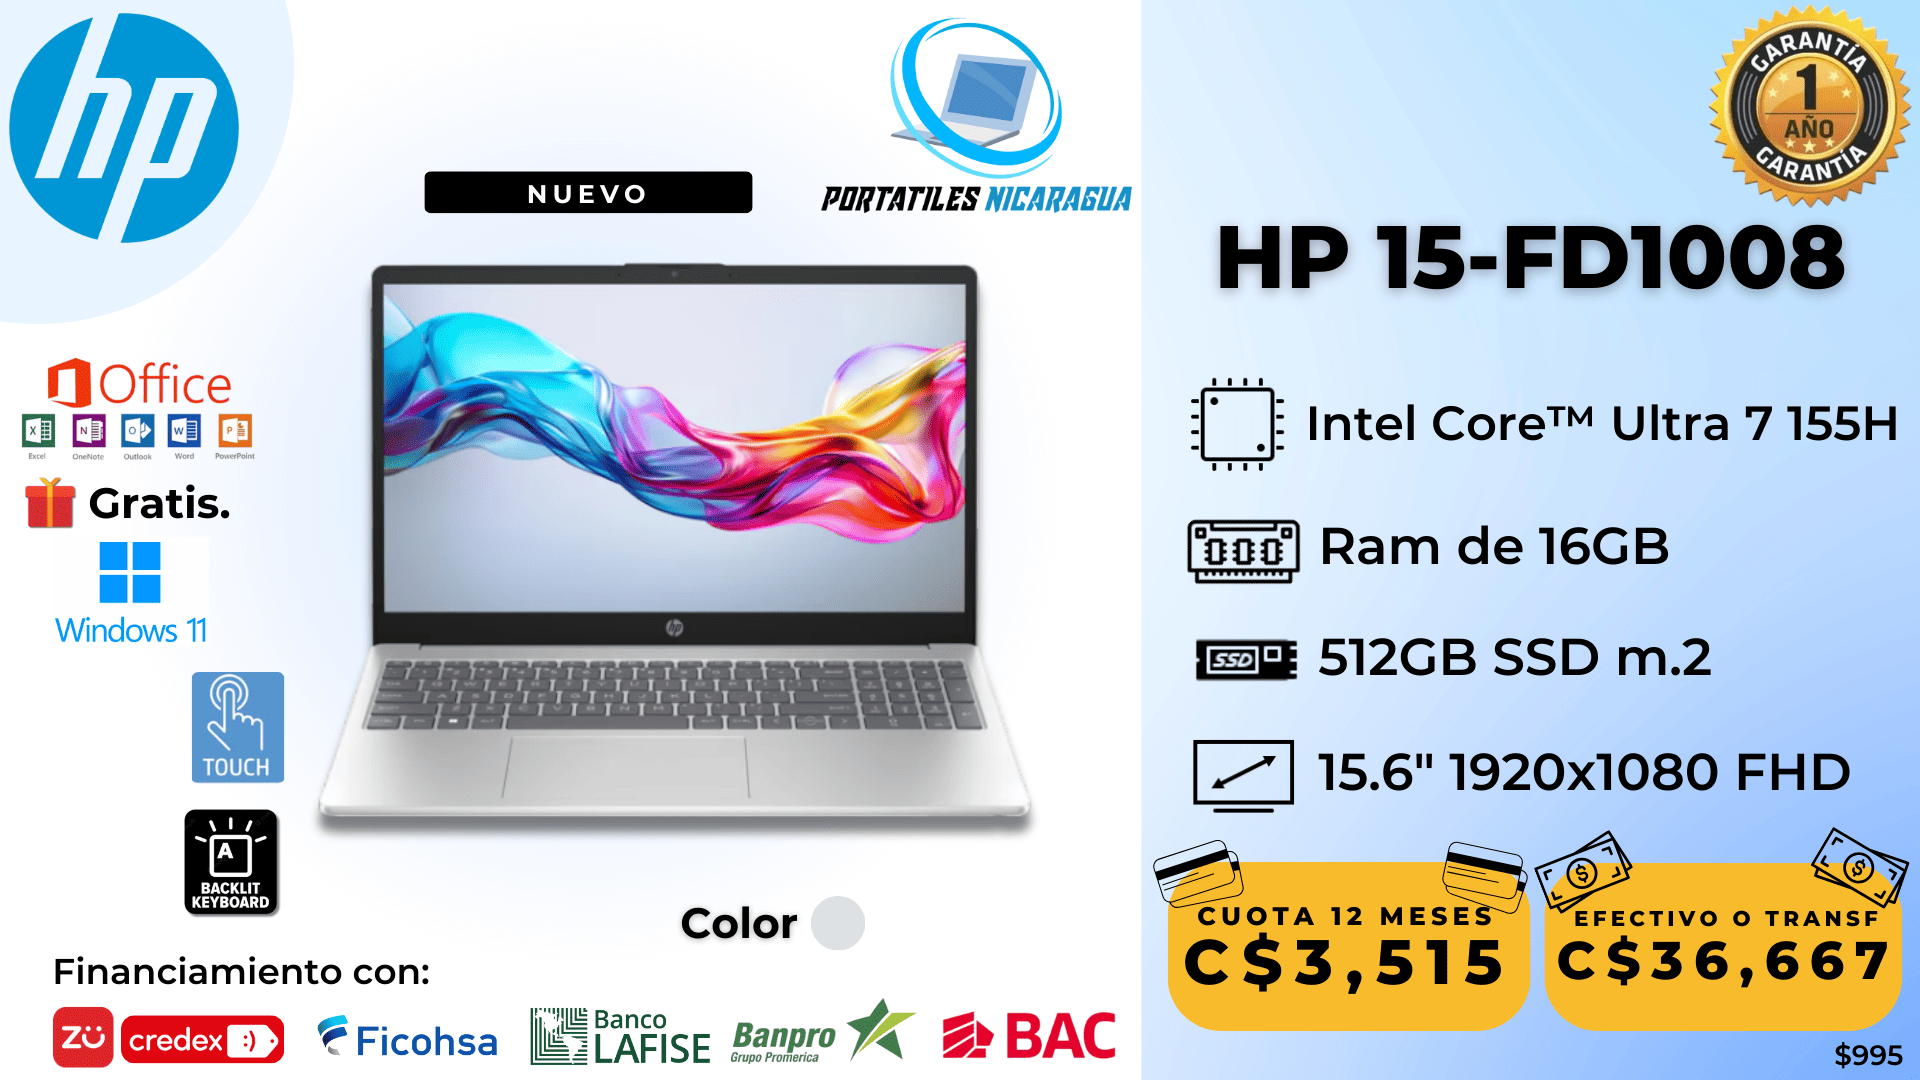 hp
NUEVO
PORTATILES NICARAGUA
GARANTÍA
1
AÑO
GARANTÍA
HP 15-FD1008
Office
Excel
OneNote
Outlook
Word
PowerPoint
Gratis.
Windows 11
TOUCH
A
BACKLIT
KEYBOARD
hp
Intel Core™ Ultra 7 155H
Ram de 16GB
SSD
512GB SSD m.2
15.6" 1920x1080 FHD
Color
Financiamiento con:
zü
credex :)
Ficohsa
Banco
LAFISE
Banpro
Grupo Promerica
BAC
CUOTA 12 MESES
C$3,515
EFECTIVO O TRANSF
C$36,667
$995